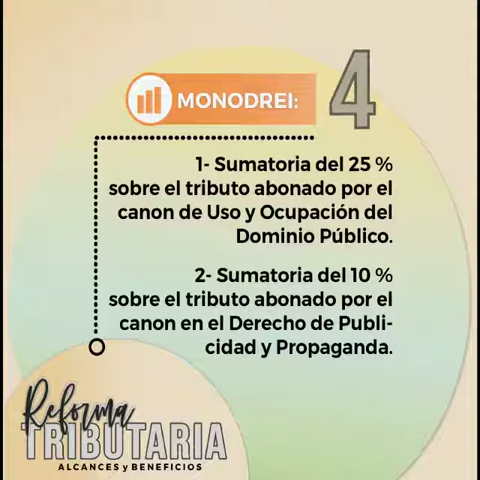 4
MONODREI:
1- Sumatoria del 25 %
sobre el tributo abonado por el
canon de Uso y Ocupación del
Dominio Público.
2- Sumatoria del 10 %
sobre el tributo abonado por el
canon en el Derecho de Publi-
cidad y Propaganda.
Reforma
TRIBUTARIA
ALCANCES y BENEFICIOS